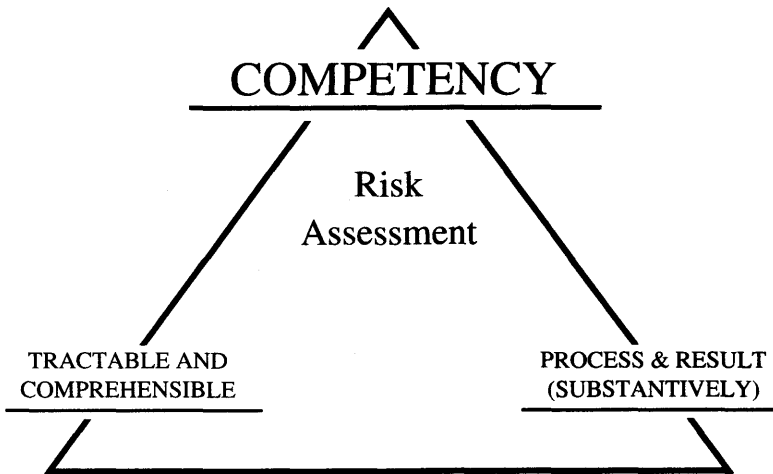 COMPETENCY
Risk
Assessment
TRACTABLE AND
COMPREHENSIBLE
PROCESS & RESULT
(SUBSTANTIVELY)